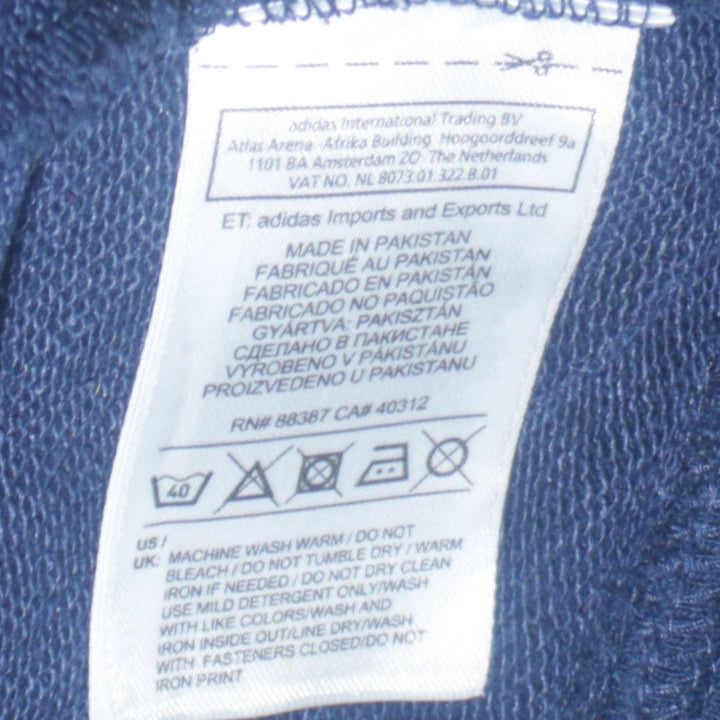 adidas International Trading BV
Atlas Arena -Afrika Building Hoogoorddreef 9a
1101 BA Amsterdam ZO The Netherlands
VAT NO. NL 8073.01.322.B.01
ET: adidas Imports and Exports Ltd
MADE IN PAKISTAN
FABRIQUÉ AU PAKISTAN
FABRICADO EN PAKISTÁN
FABRICADO NO PAQUISTÃO
GYÁRTVA: PAKISZTÁN
СДЕЛАНО В ПАКИСТАНЕ
VYROBENO V PÁKISTÁNU
PROIZVEDENO U PAKISTANU
RN# 88387 CA# 40312
40
US /
UK: MACHINE WASH WARM / DO NOT
BLEACH / DO NOT TUMBLE DRY / WARM
IRON IF NEEDED / DO NOT DRY CLEAN
USE MILD DETERGENT ONLY/WASH
WITH LIKE COLORS/WASH AND
IRON INSIDE OUT/LINE DRY/WASH
WITH FASTENERS CLOSED/DO NOT
IRON PRINT